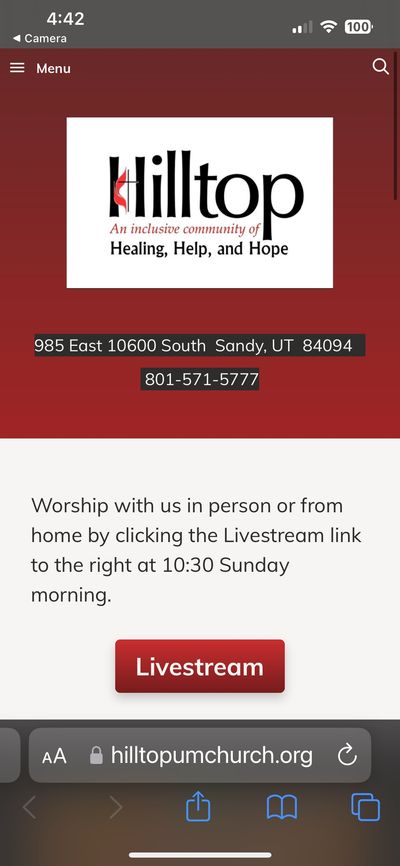 4:42
100
◀ Camera
Menu
Hilltop
An inclusive community of
Healing, Help, and Hope
985 East 10600 South  Sandy, UT  84094
801-571-5777
Worship with us in person or from
home by clicking the Livestream link
to the right at 10:30 Sunday
morning.
Livestream
AA hilltopumchurch.org